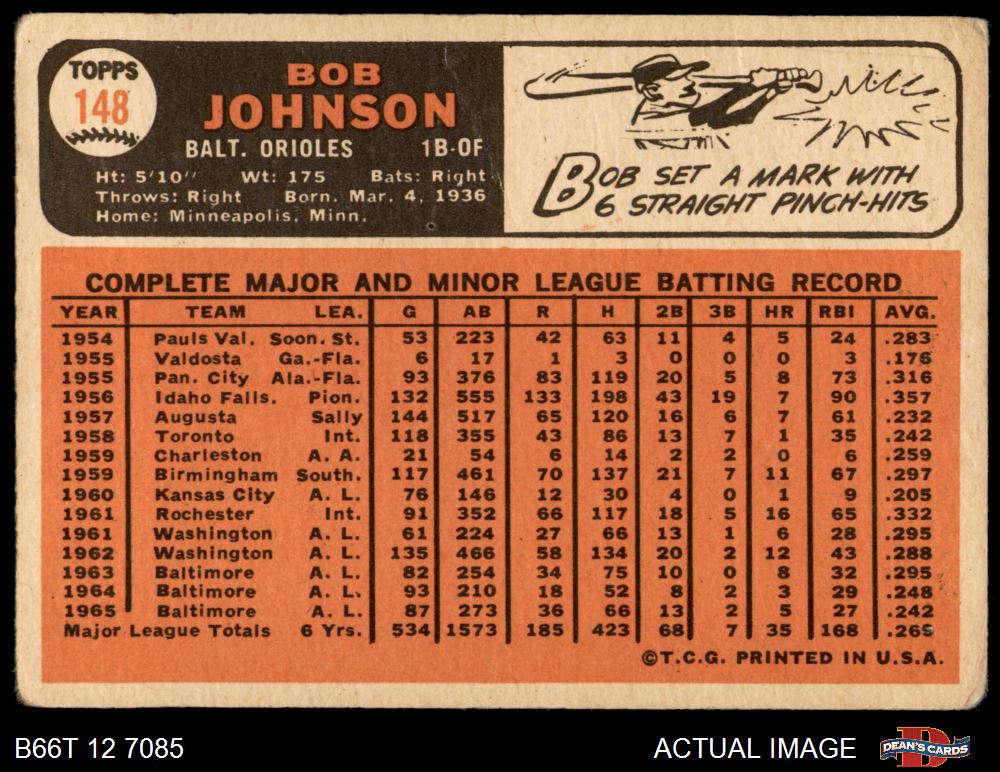 TOPPS
148
BOB
JOHNSON
BALT. ORIOLES 1B-OF
Ht: 5'10" Wt: 175 Bats: Right
Throws: Right Born. Mar. 4, 1936
Home: Minneapolis, Minn.
BOB SET A MARK WITH
6 STRAIGHT PINCH-HITS
COMPLETE MAJOR AND MINOR LEAGUE BATTING RECORD
YEAR TEAM LEA. G AB R H 2B 3B HR RBI AVG.
1954 Pauls Val. Soon. St. 53 223 42 63 11 4 5 24 .283
1955 Valdosta Ga.-Fla. 6 17 1 3 0 0 0 3 .176
1955 Pan. City Ala.-Fla. 93 376 83 119 20 5 8 73 .316
1956 Idaho Falls. Pion. 132 555 133 198 43 19 7 90 .357
1957 Augusta Sally 144 517 65 120 16 6 7 61 .232
1958 Toronto Int. 118 355 43 86 13 7 1 35 .242
1959 Charleston A. A. 21 54 6 14 2 2 0 6 .259
1959 Birmingham South. 117 461 70 137 21 7 11 67 .297
1960 Kansas City A. L. 76 146 12 30 4 0 1 9 .205
1961 Rochester Int. 91 352 66 117 18 5 16 65 .332
1961 Washington A. L. 61 224 27 66 13 1 6 28 .295
1962 Washington A. L. 135 466 58 134 20 2 12 43 .288
1963 Baltimore A. L. 82 254 34 75 10 0 8 32 .295
1964 Baltimore A. L. 93 210 18 52 8 2 3 29 .248
1965 Baltimore A. L. 87 273 36 66 13 2 5 27 .242
Major League Totals 6 Yrs. 534 1573 185 423 68 7 35 168 .269
©T.C.G. PRINTED IN U.S.A.
B66T 12 7085 ACTUAL IMAGE
DEAN'S CARDS